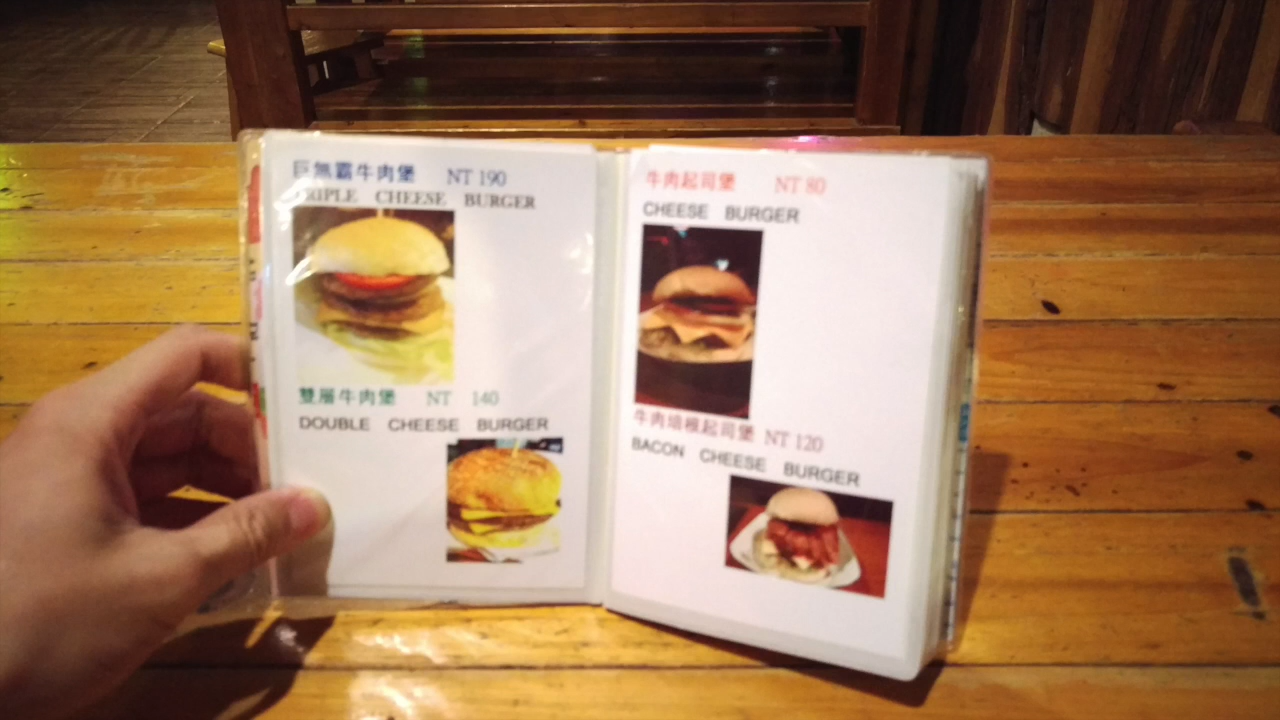 巨無霸牛肉堡 NT 190
TRIPLE CHEESE BURGER
雙層牛肉堡 NT 140
DOUBLE CHEESE BURGER
牛肉起司堡 NT 80
CHEESE BURGER
牛肉培根起司堡 NT 120
BACON CHEESE BURGER